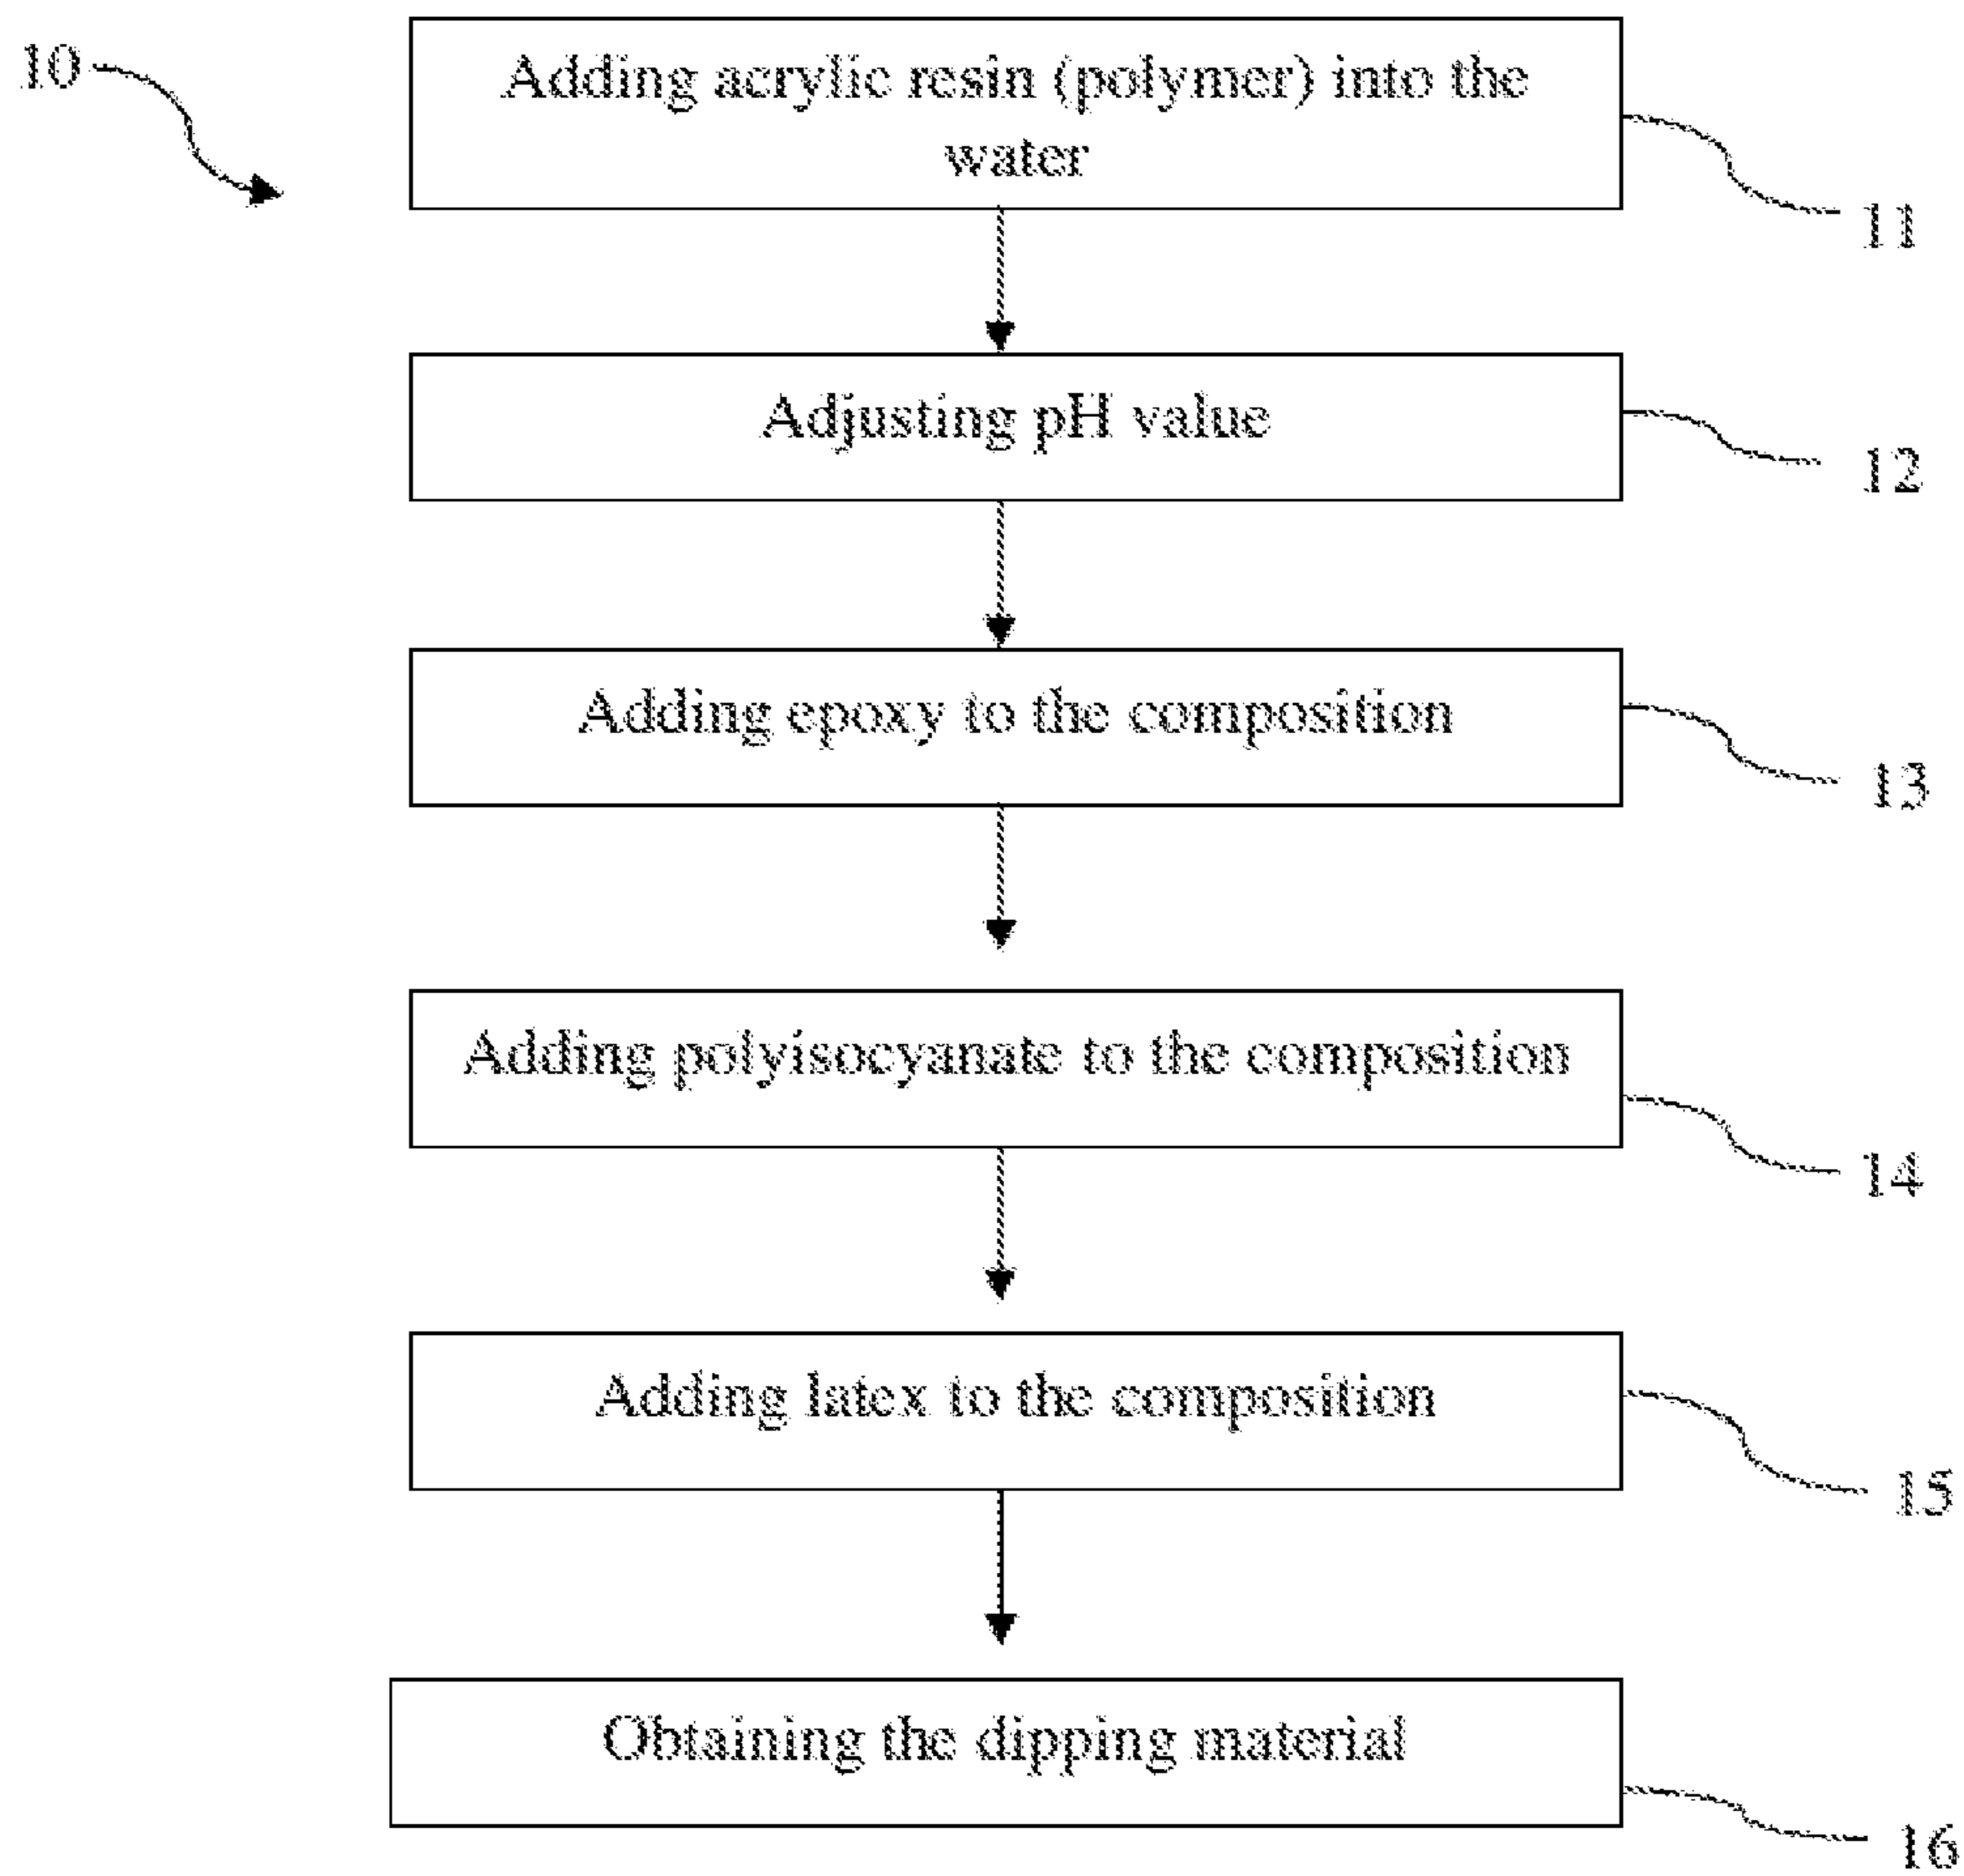 10
Adding acrylic resin (polymer) into the
water
11
Adjusting pH value
12
Adding epoxy to the composition
13
Adding polyisocyanate to the composition
14
Adding latex to the composition
15
Obtaining the dipping material
16